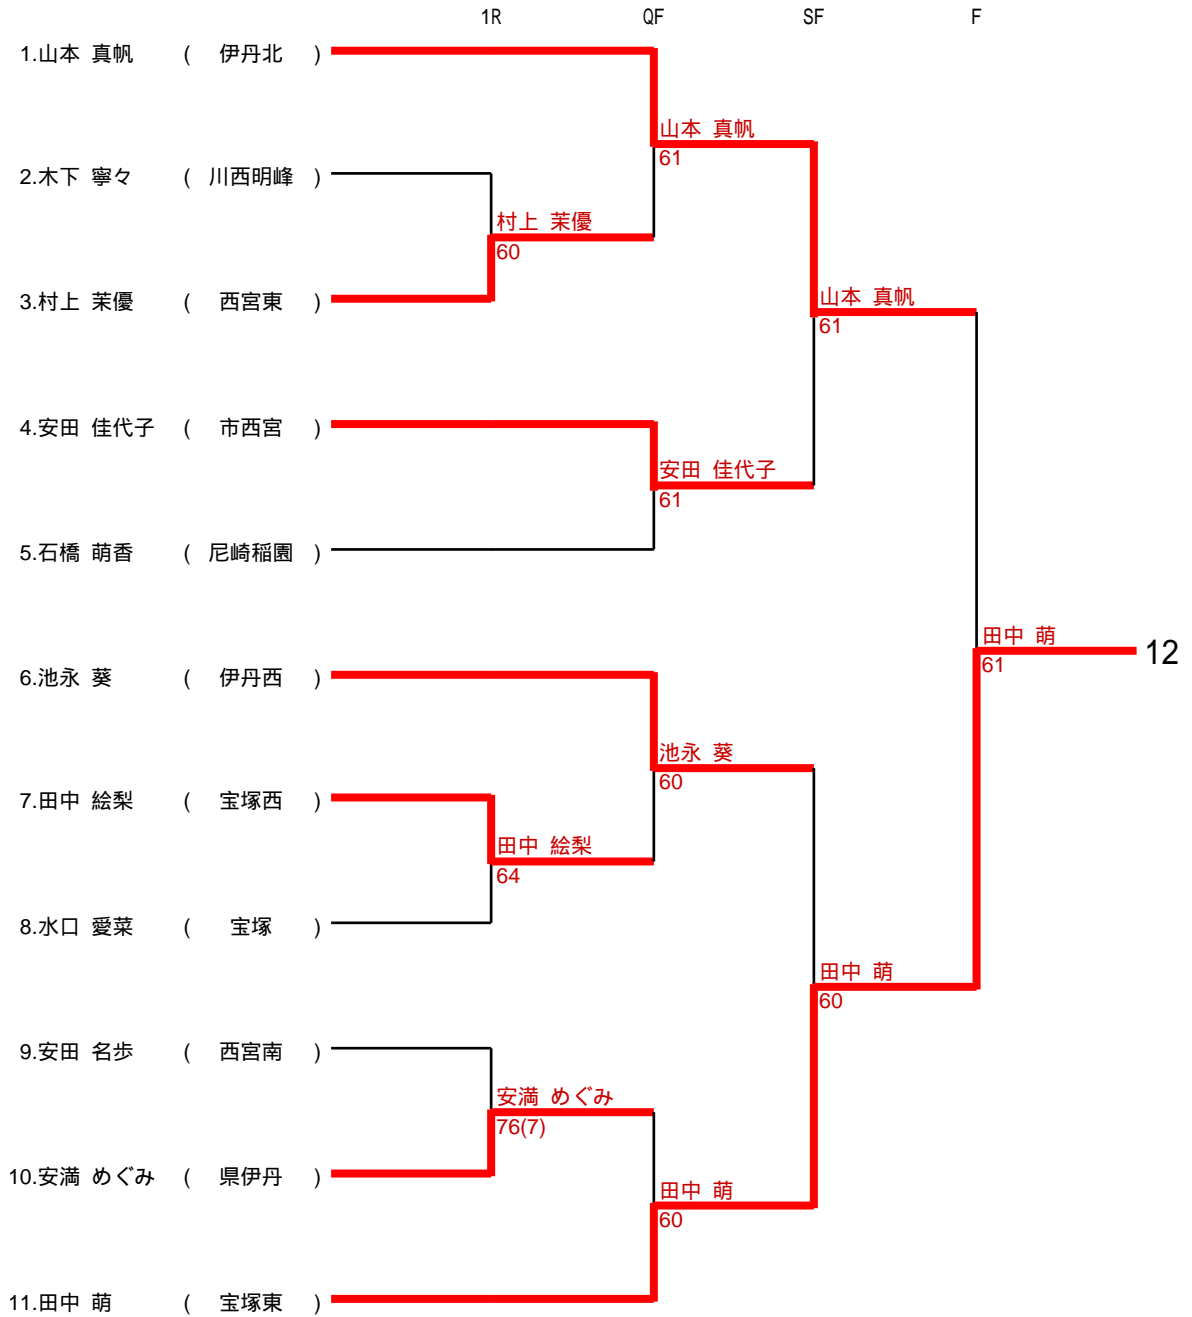 1R QF SF F
1.山本 真帆 ( 伊丹北 )
山本 真帆
61
2.木下 寧々 ( 川西明峰 )
村上 茉優
60
3.村上 茉優 ( 西宮東 )
山本 真帆
61
4.安田 佳代子 ( 市西宮 )
安田 佳代子
61
5.石橋 萌香 ( 尼崎稲園 )
田中 萌
61
12
6.池永 葵 ( 伊丹西 )
池永 葵
60
7.田中 絵梨 ( 宝塚西 )
田中 絵梨
64
8.水口 愛菜 ( 宝塚 )
田中 萌
60
9.安田 名歩 ( 西宮南 )
安満 めぐみ
76(7)
10.安満 めぐみ ( 県伊丹 )
田中 萌
60
11.田中 萌 ( 宝塚東 )